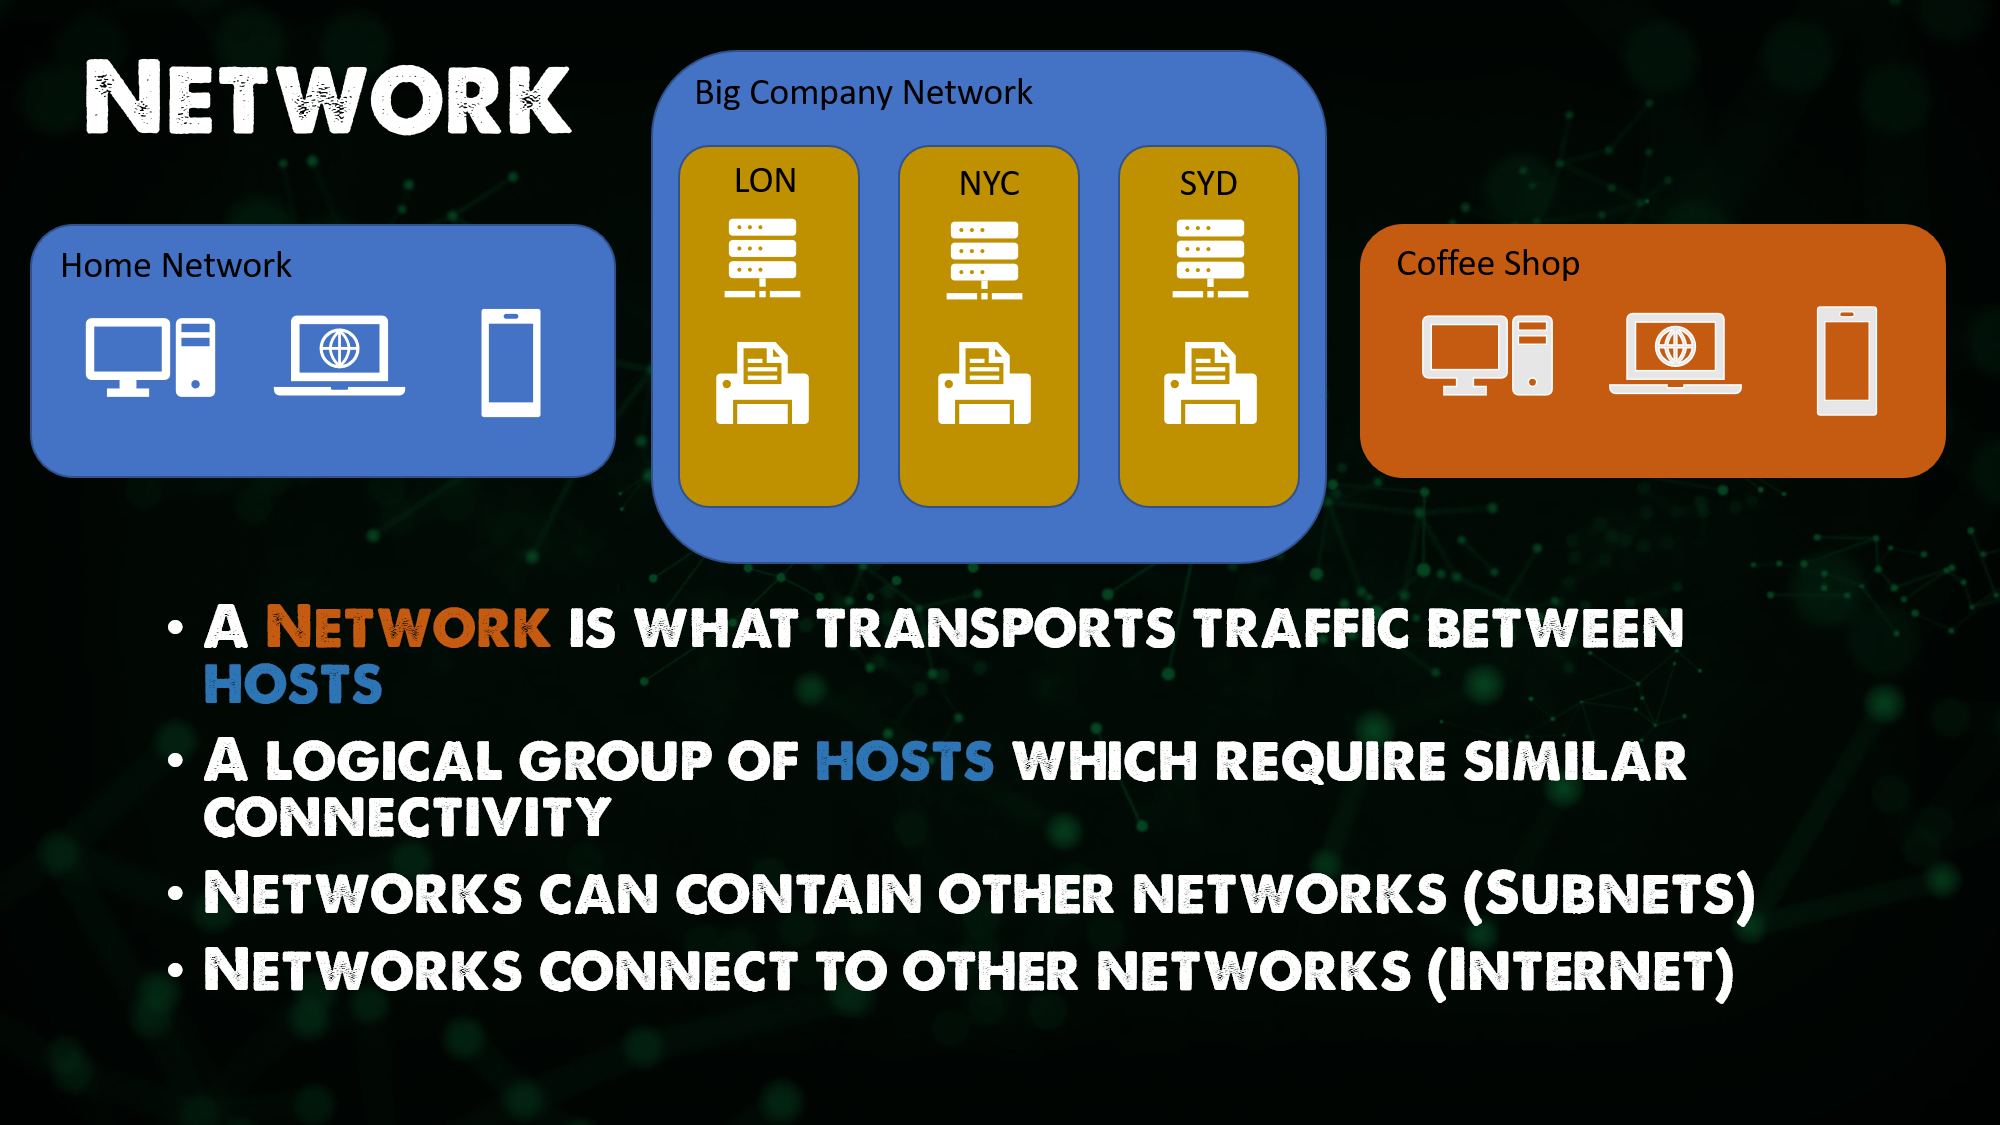 Network
Big Company Network
LON
NYC
SYD
Home Network
Coffee Shop
• A Network is what transports traffic between
hosts
• A logical group of hosts which require similar
connectivity
• Networks can contain other networks (Subnets)
• Networks connect to other networks (Internet)